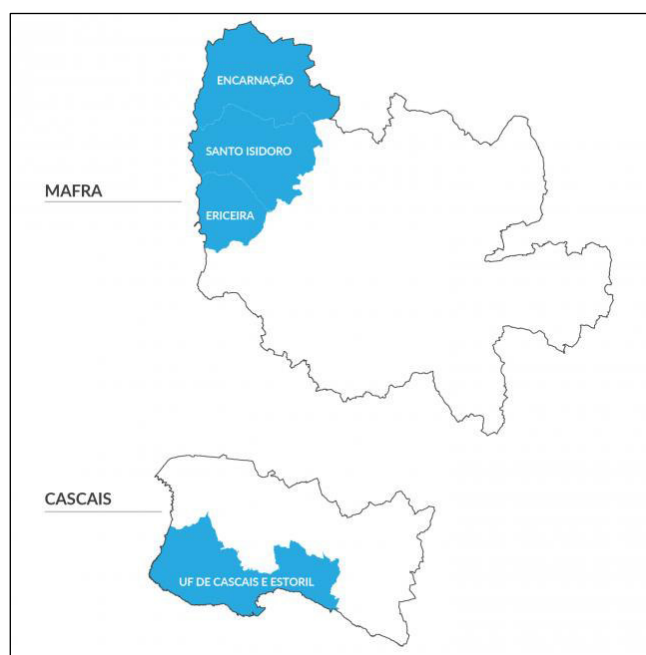 ENCARNAÇÃO
SANTO ISIDORO
MAFRA
ERICEIRA
CASCAIS
UF DE CASCAIS E ESTORIL